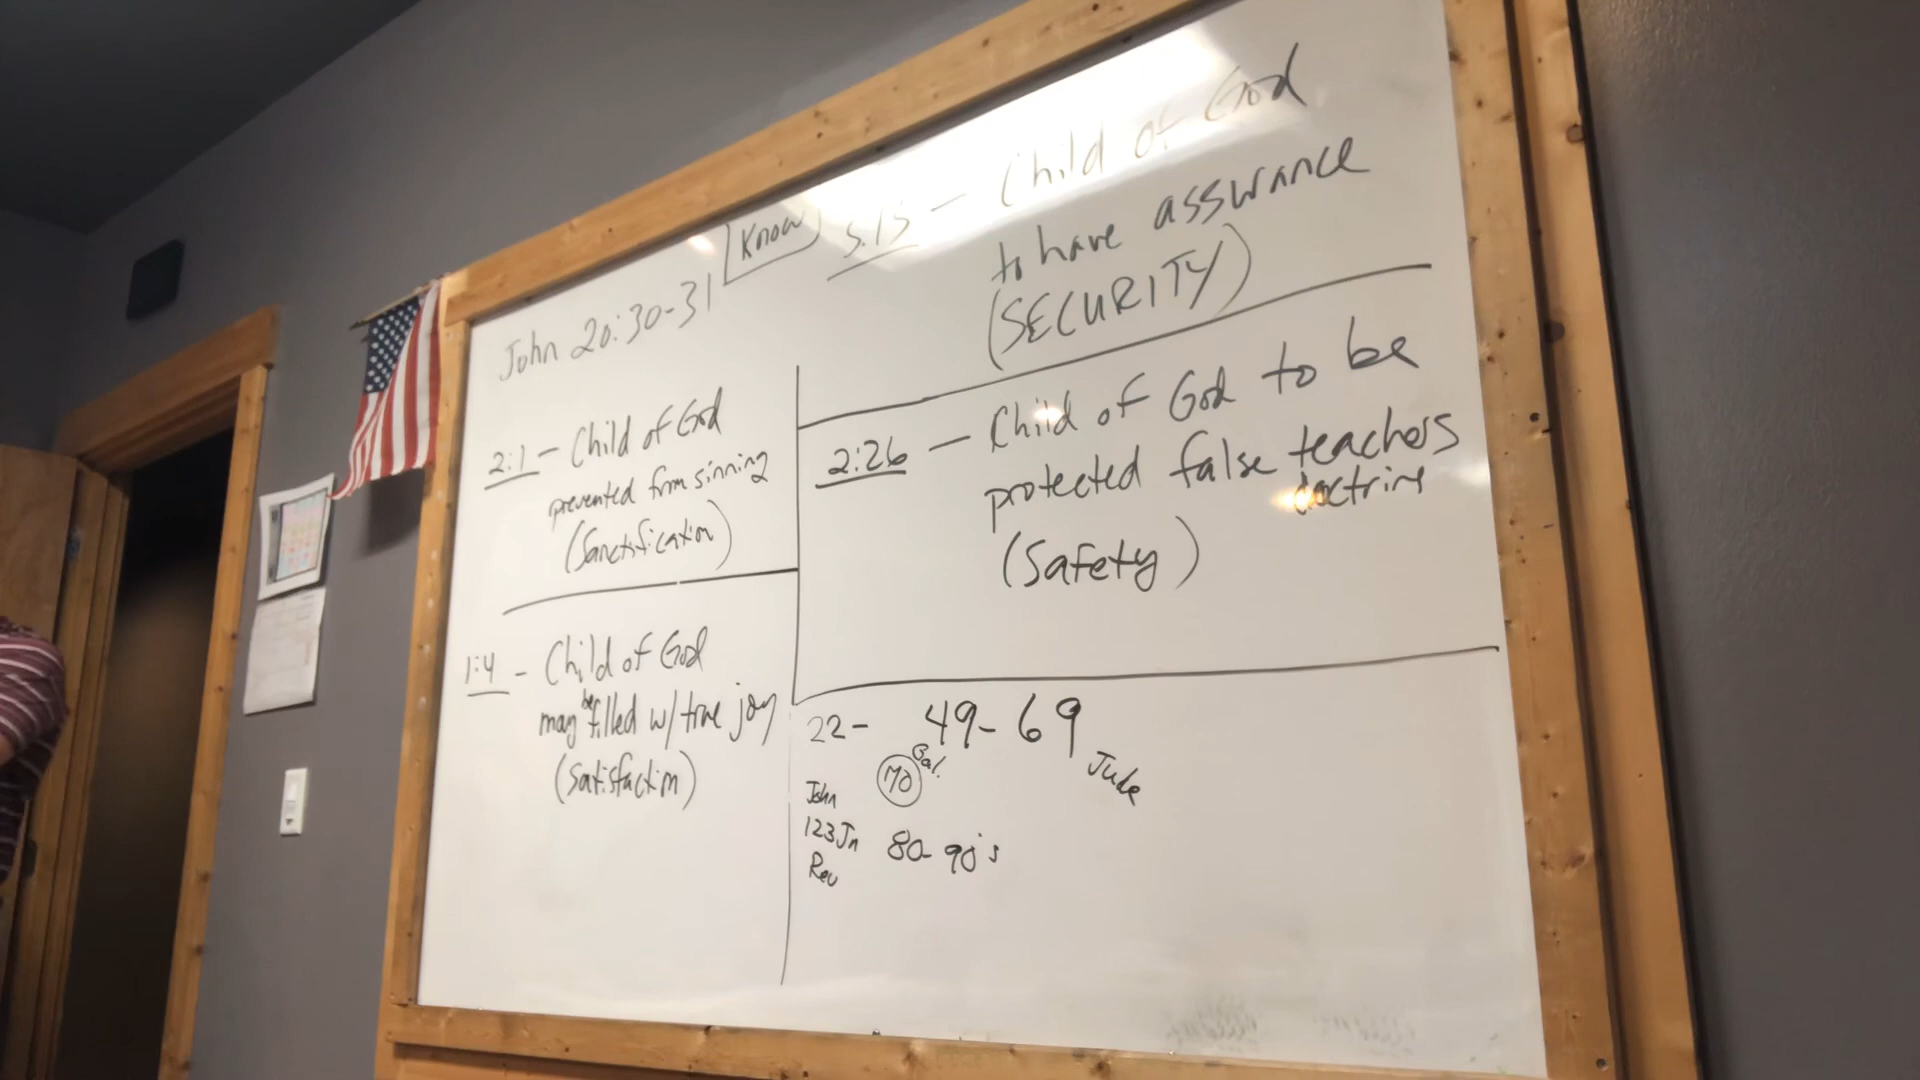 John 20:30-31
Know
5:13 - Child of God
to have assurance
(SECURITY)
2:1 - Child of God
prevented from sinning
(Sanctification)
1:4 - Child of God
may be filled w/ true joy
(Satisfaction)
2:26 - Child of God to be
protected false teachers
doctrine
(Safety)
22- 49-69
70 Gal. Jude
John
123Jn 80-90's
Rev